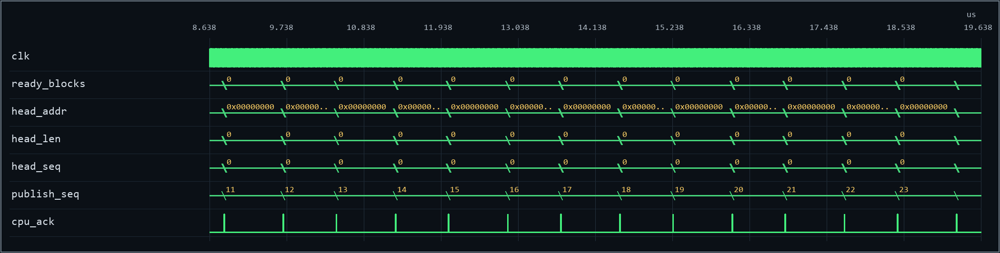 us
8.638 9.738 10.838 11.938 13.038 14.138 15.238 16.338 17.438 18.538 19.638
clk
ready_blocks 0 0 0 0 0 0 0 0 0 0 0 0 0
head_addr 0x00000000 0x00000.. 0x00000000 0x00000.. 0x00000000 0x00000.. 0x00000000 0x00000.. 0x00000000 0x00000.. 0x00000000 0x00000.. 0x00000000
head_len 0 0 0 0 0 0 0 0 0 0 0 0 0
head_seq 0 0 0 0 0 0 0 0 0 0 0 0 0
publish_seq 11 12 13 14 15 16 17 18 19 20 21 22 23
cpu_ack